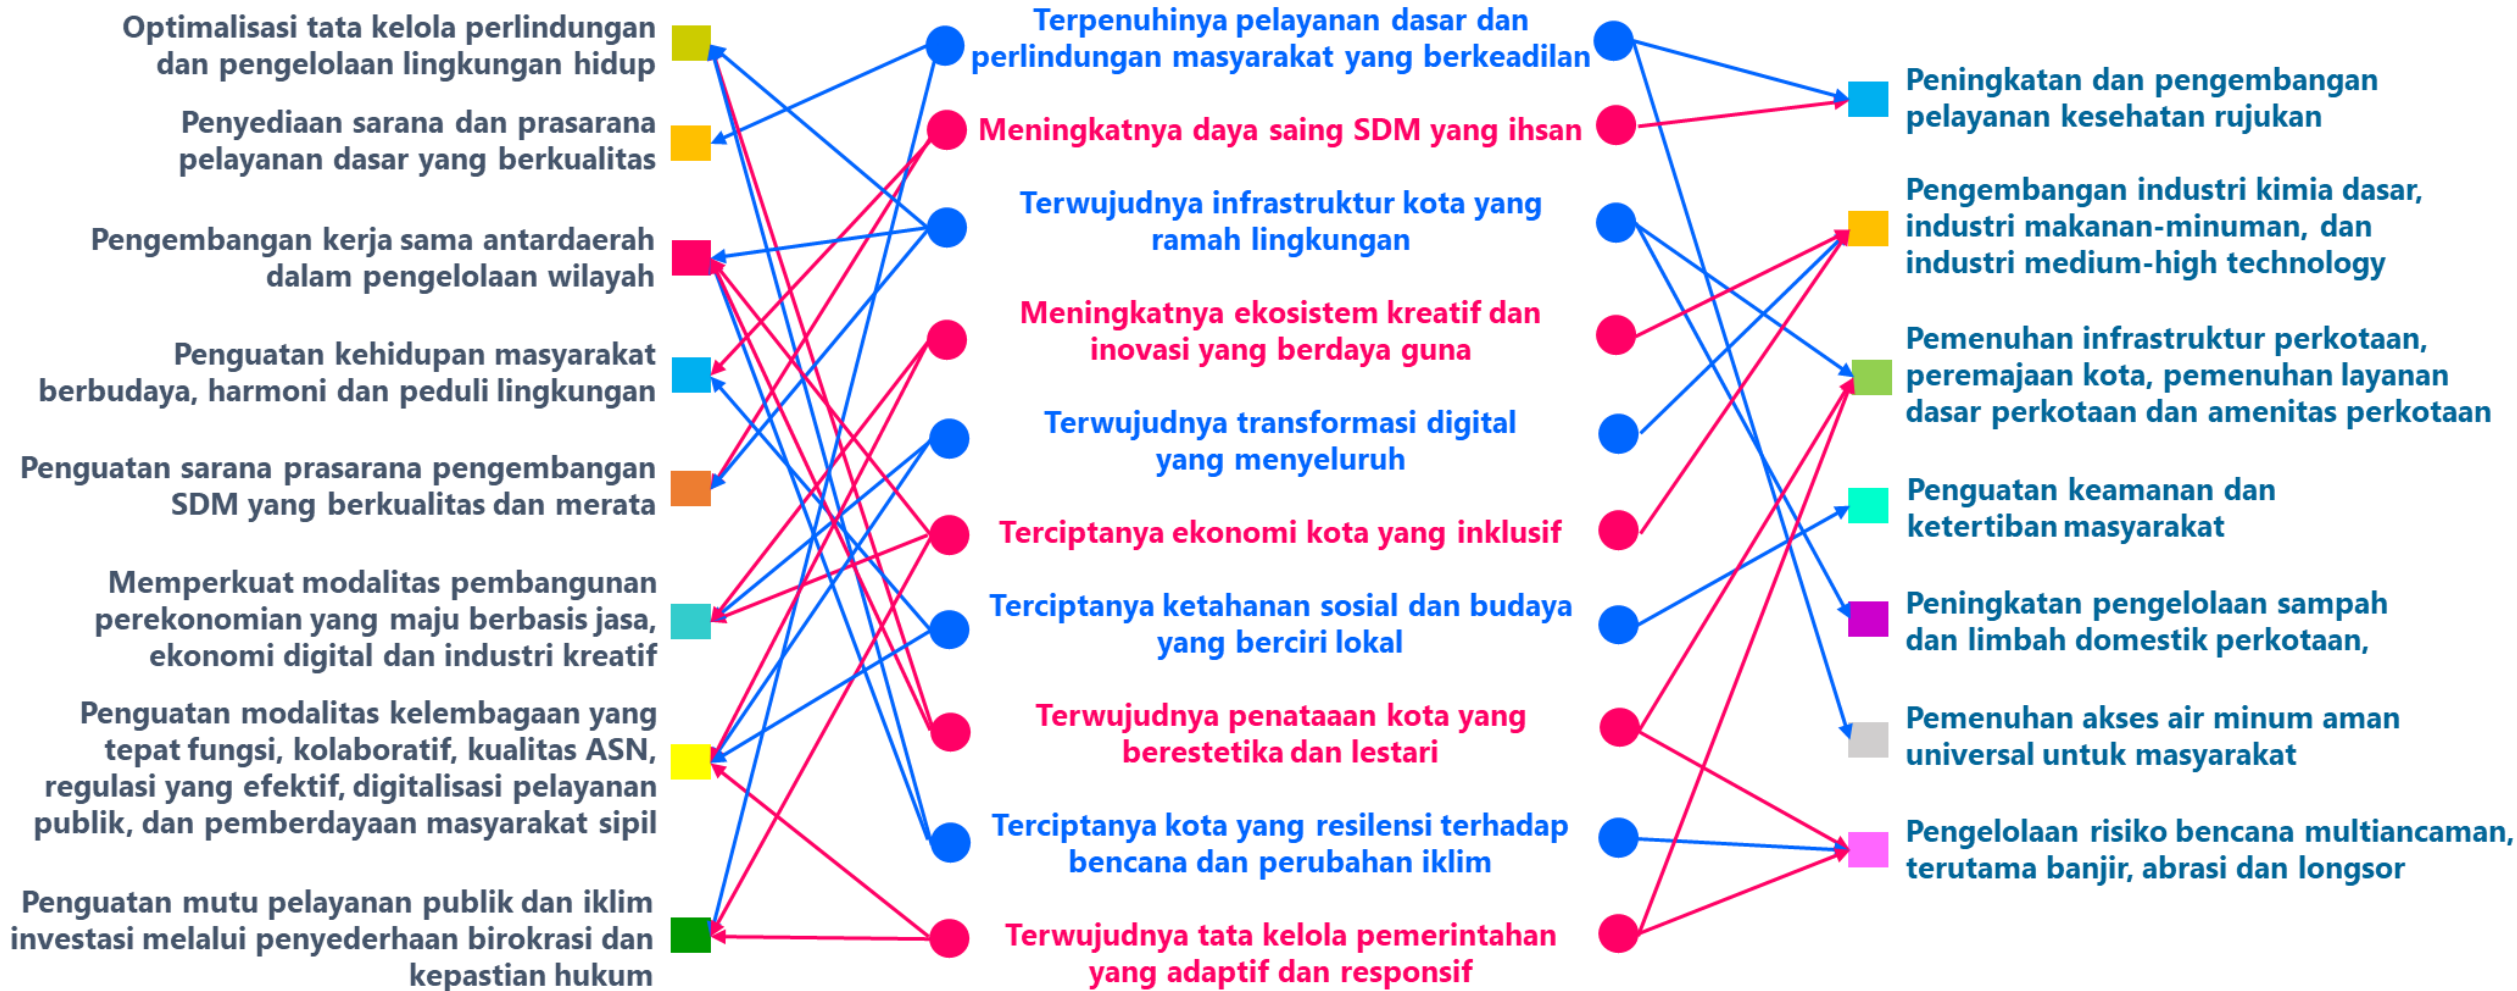 Optimalisasi tata kelola perlindungan
dan pengelolaan lingkungan hidup
Penyediaan sarana dan prasarana
pelayanan dasar yang berkualitas
Pengembangan kerja sama antardaerah
dalam pengelolaan wilayah
Penguatan kehidupan masyarakat
berbudaya, harmoni dan peduli lingkungan
Penguatan sarana prasarana pengembangan
SDM yang berkualitas dan merata
Memperkuat modalitas pembangunan
perekonomian yang maju berbasis jasa,
ekonomi digital dan industri kreatif
Penguatan modalitas kelembagaan yang
tepat fungsi, kolaboratif, kualitas ASN,
regulasi yang efektif, digitalisasi pelayanan
publik, dan pemberdayaan masyarakat sipil
Penguatan mutu pelayanan publik dan iklim
investasi melalui penyederhaan birokrasi dan
kepastian hukum
Terpenuhinya pelayanan dasar dan
perlindungan masyarakat yang berkeadilan
Meningkatnya daya saing SDM yang ihsan
Terwujudnya infrastruktur kota yang
ramah lingkungan
Meningkatnya ekosistem kreatif dan
inovasi yang berdaya guna
Terwujudnya transformasi digital
yang menyeluruh
Terciptanya ekonomi kota yang inklusif
Terciptanya ketahanan sosial dan budaya
yang berciri lokal
Terwujudnya penataaan kota yang
berestetika dan lestari
Terciptanya kota yang resilensi terhadap
bencana dan perubahan iklim
Terwujudnya tata kelola pemerintahan
yang adaptif dan responsif
Peningkatan dan pengembangan
pelayanan kesehatan rujukan
Pengembangan industri kimia dasar,
industri makanan-minuman, dan
industri medium-high technology
Pemenuhan infrastruktur perkotaan,
peremajaan kota, pemenuhan layanan
dasar perkotaan dan amenitas perkotaan
Penguatan keamanan dan
ketertiban masyarakat
Peningkatan pengelolaan sampah
dan limbah domestik perkotaan,
Pemenuhan akses air minum aman
universal untuk masyarakat
Pengelolaan risiko bencana multiancaman,
terutama banjir, abrasi dan longsor